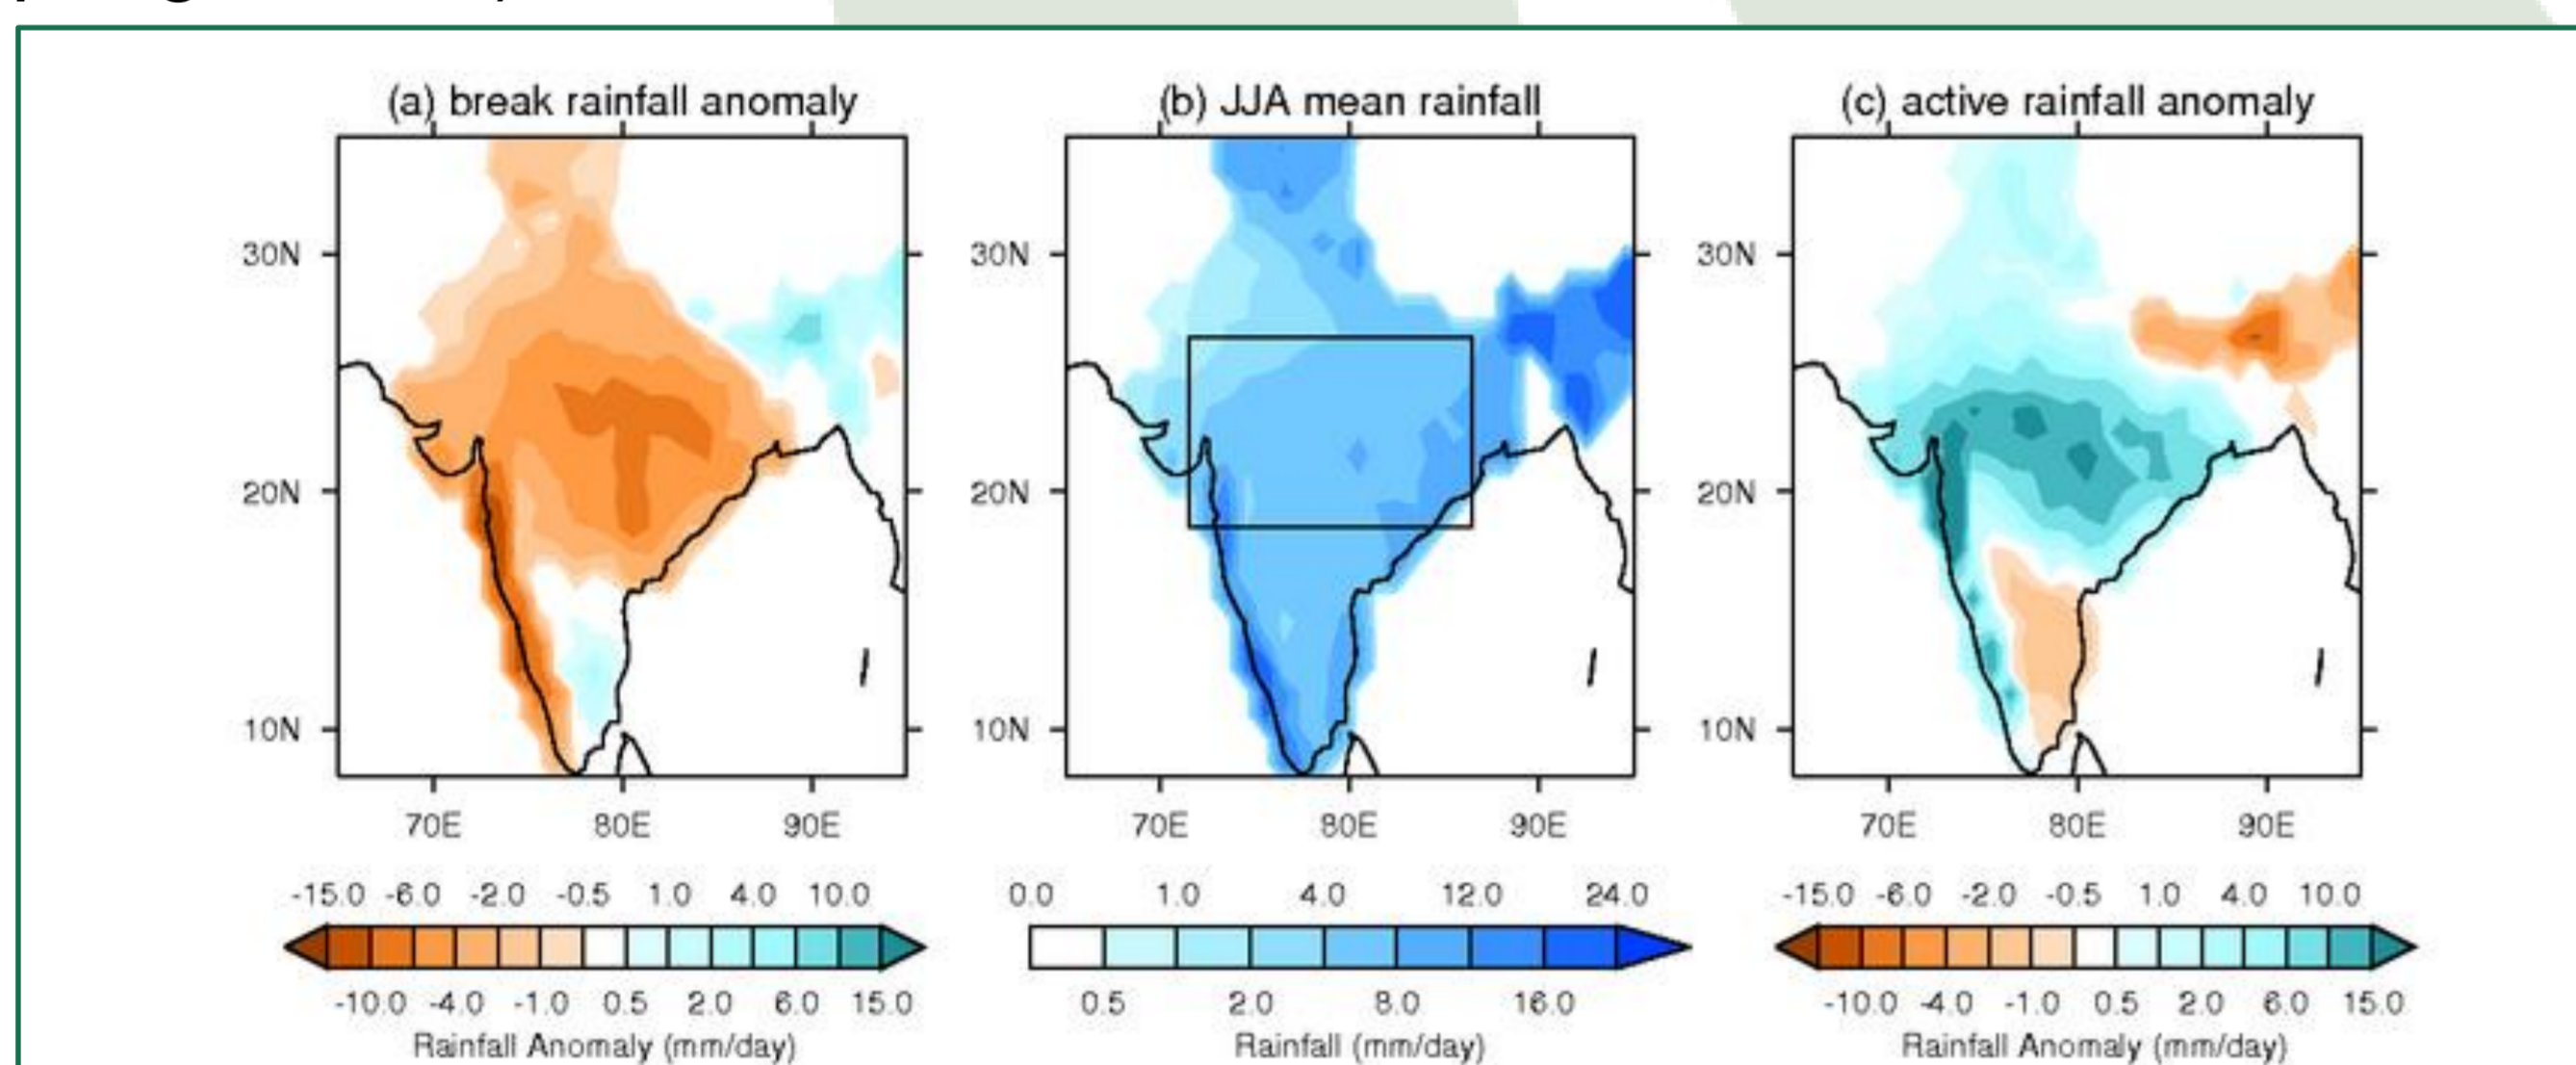 (a) break rainfall anomaly
30N
20N
10N
70E 80E 90E
-15.0 -6.0 -2.0 -0.5 1.0 4.0 10.0
-10.0 -4.0 -1.0 0.5 2.0 6.0 15.0
Rainfall Anomaly (mm/day)
(b) JJA mean rainfall
30N
20N
10N
70E 80E 90E
0.0 1.0 4.0 12.0 24.0
0.5 2.0 8.0 16.0
Rainfall (mm/day)
(c) active rainfall anomaly
30N
20N
10N
70E 80E 90E
-15.0 -6.0 -2.0 -0.5 1.0 4.0 10.0
-10.0 -4.0 -1.0 0.5 2.0 6.0 15.0
Rainfall Anomaly (mm/day)